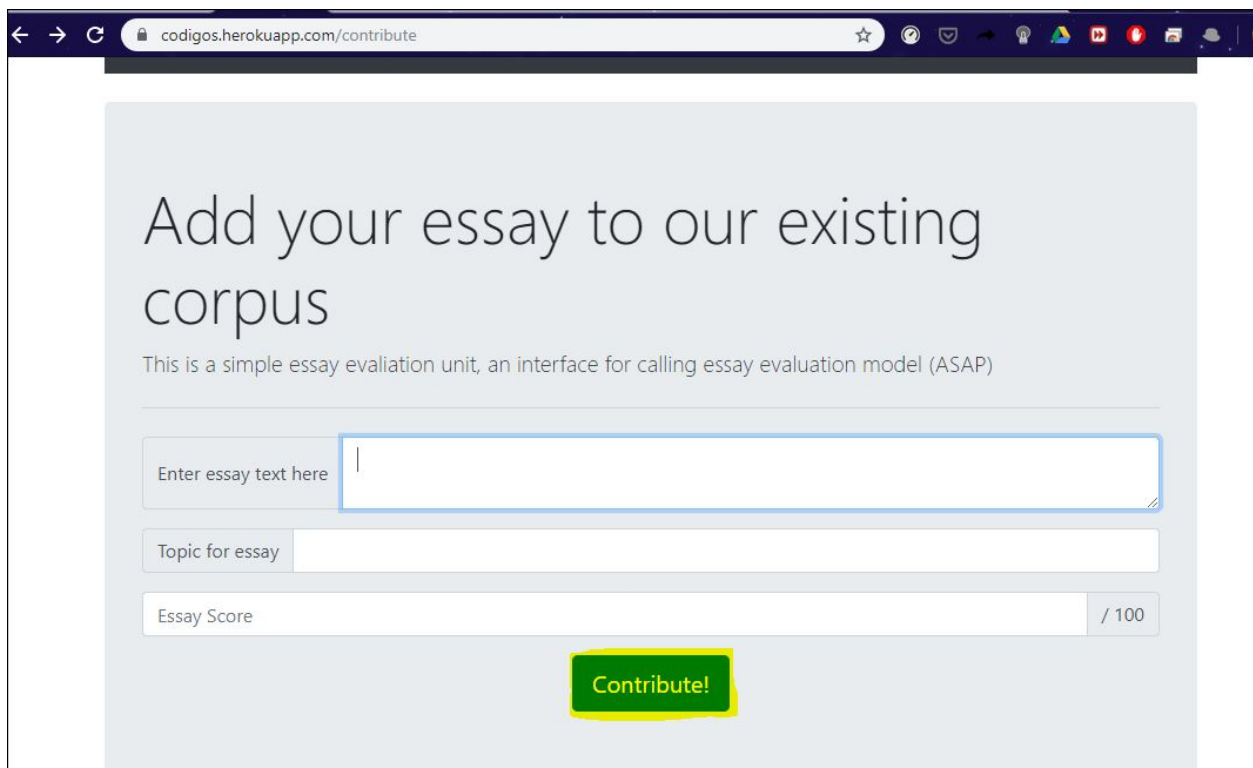 codigos.herokuapp.com/contribute
Add your essay to our existing
corpus
This is a simple essay evaliation unit, an interface for calling essay evaluation model (ASAP)
Enter essay text here
Topic for essay
Essay Score / 100
Contribute!